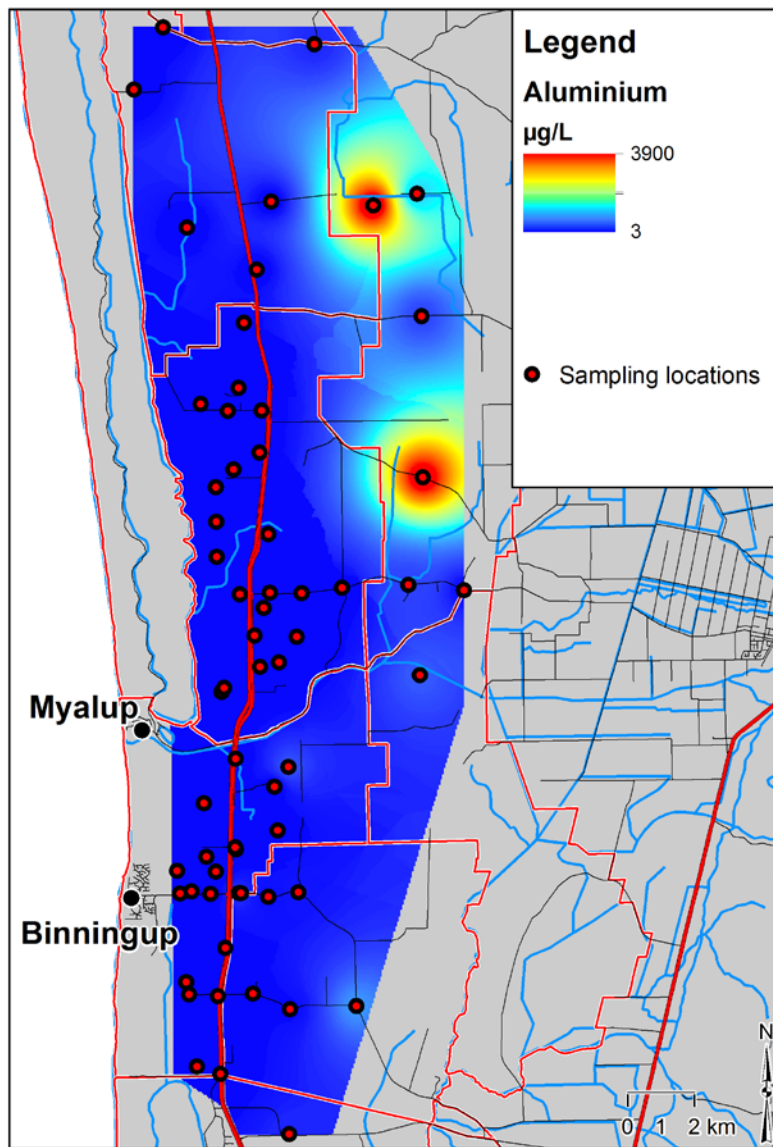 Legend
Aluminium
µg/L
3900
3
Sampling locations
Myalup
Binningup
N
0 1 2 km